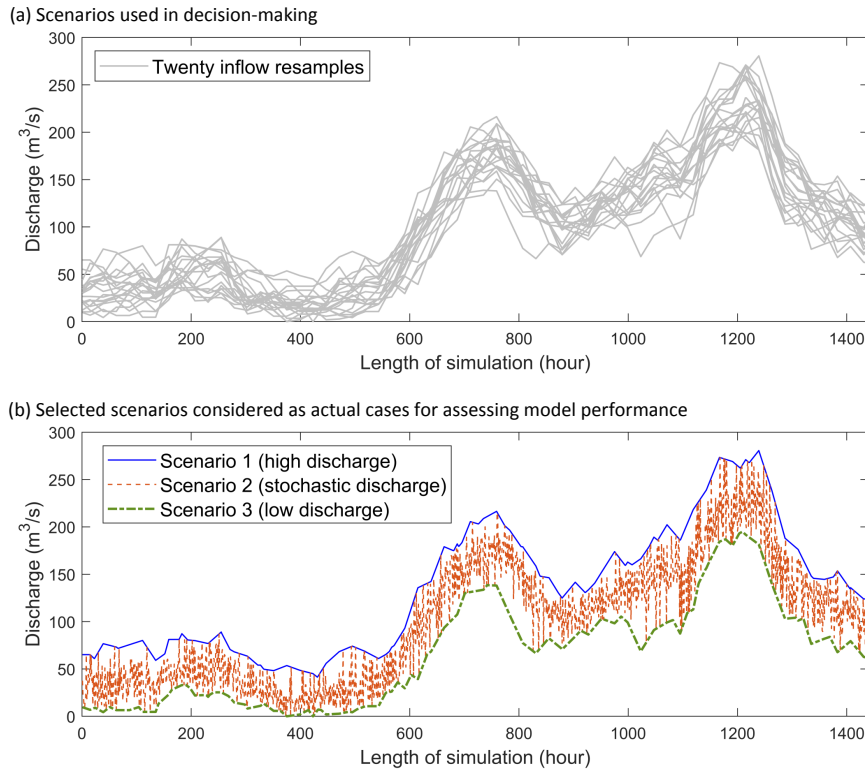 (a) Scenarios used in decision-making
300
250
200
150
100
50
0
Discharge (m³/s)
Twenty inflow resamples
0 200 400 600 800 1000 1200 1400
Length of simulation (hour)
(b) Selected scenarios considered as actual cases for assessing model performance
300
250
200
150
100
50
0
Discharge (m³/s)
Scenario 1 (high discharge)
Scenario 2 (stochastic discharge)
Scenario 3 (low discharge)
0 200 400 600 800 1000 1200 1400
Length of simulation (hour)